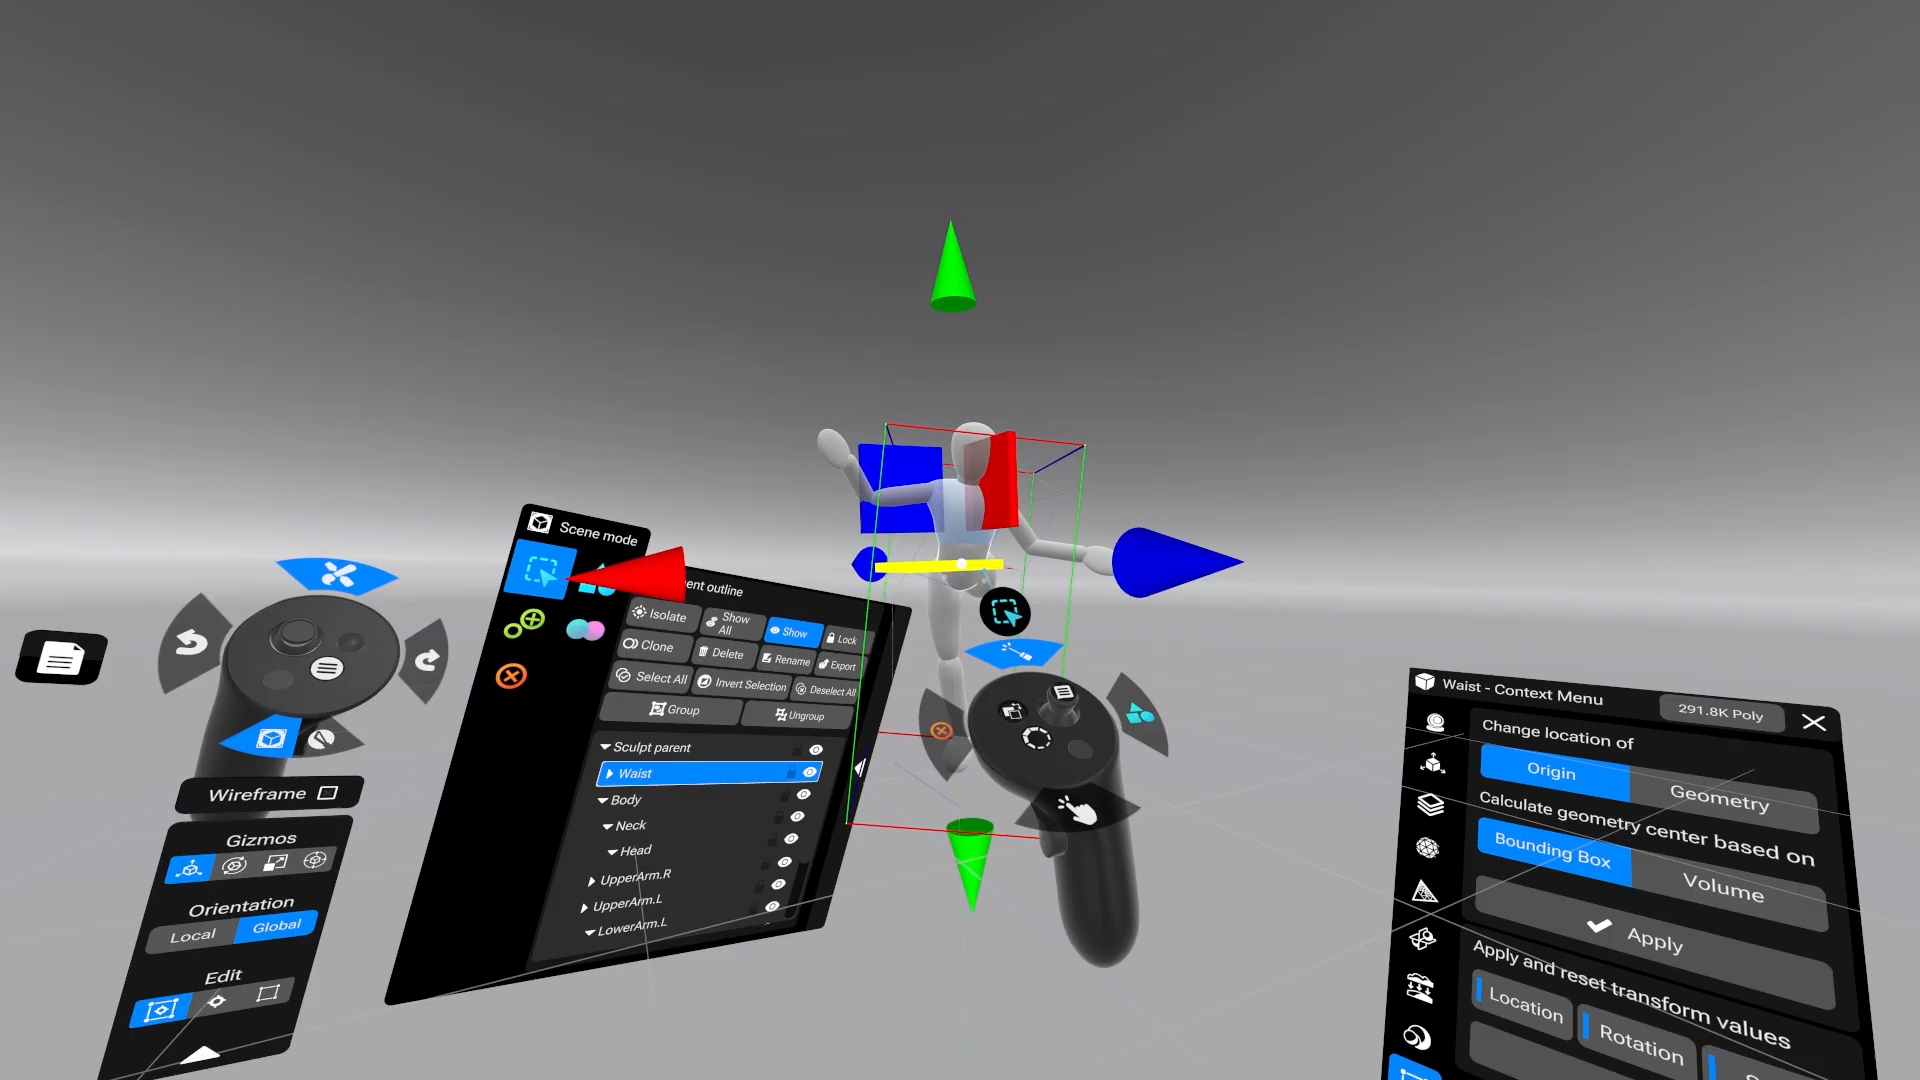 Scene mode
ent outline
Isolate
Show All
Show
Lock
Clone
Delete
Rename
Export
Select All
Invert Selection
Deselect All
Group
Ungroup
Sculpt parent
Waist
Body
Neck
Head
UpperArm.R
UpperArm.L
LowerArm.L
Wireframe
Gizmos
Orientation
Local
Global
Edit
Waist - Context Menu
291.8K Poly
Change location of
Origin
Geometry
Calculate geometry center based on
Bounding Box
Volume
Apply
Apply and reset transform values
Location
Rotation